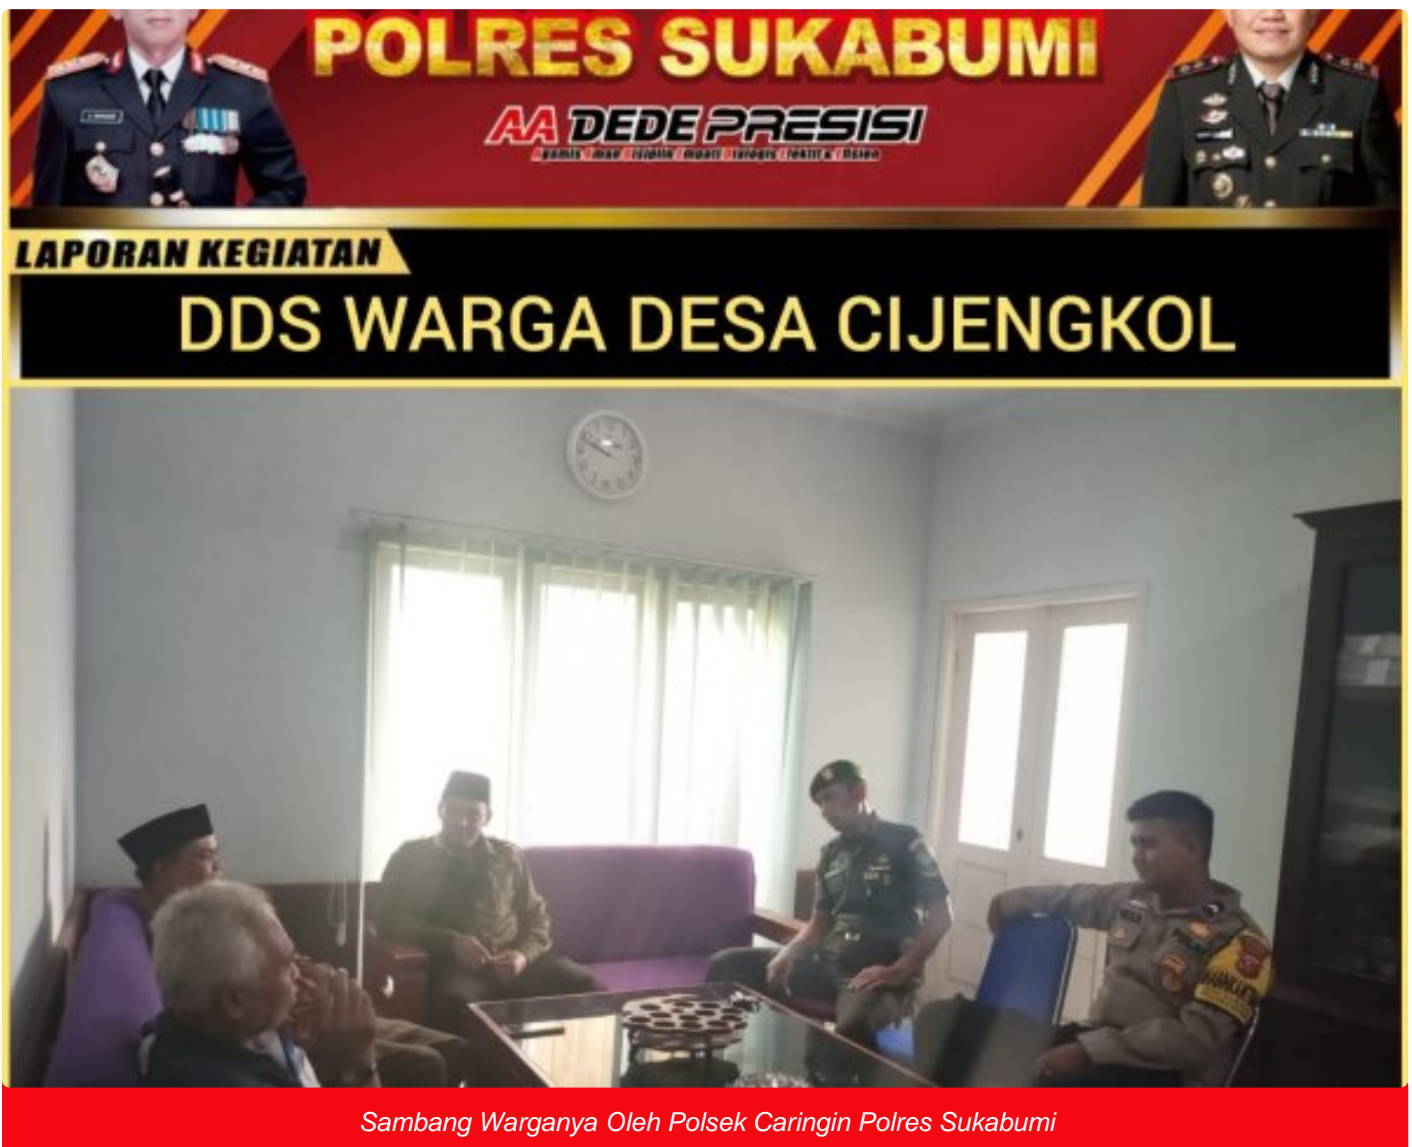 POLRES SUKABUMI
AA DEDE PRESISI
LAPORAN KEGIATAN
DDS WARGA DESA CIJENGKOL
Sambang Warganya Oleh Polsek Caringin Polres Sukabumi